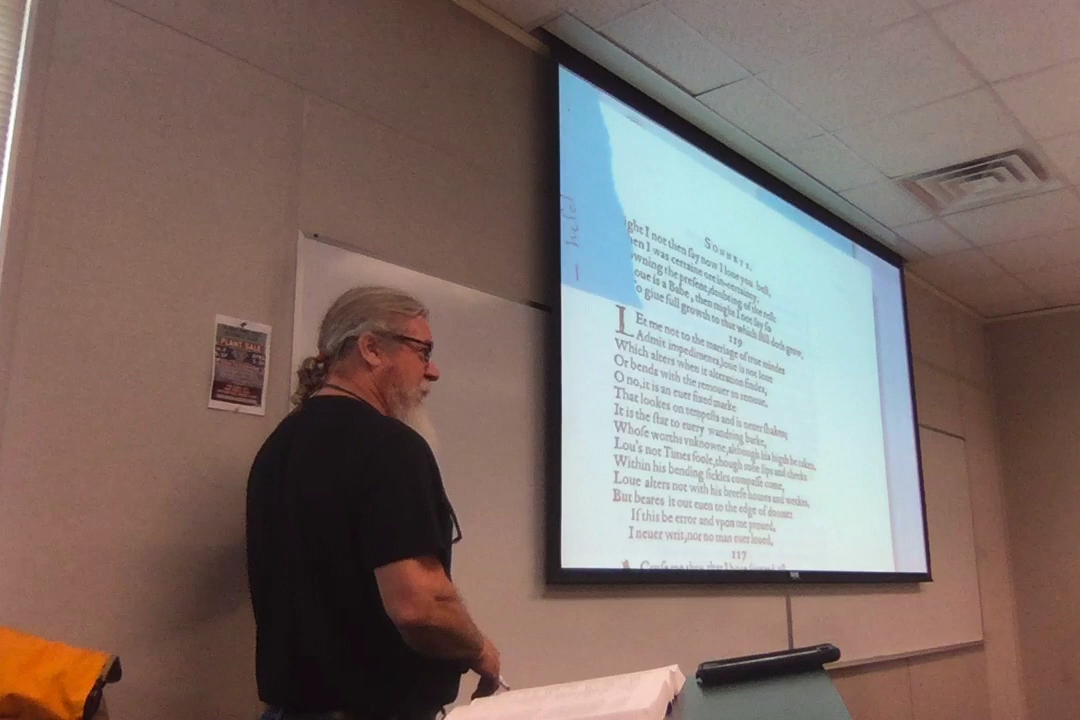 PLANT SALE
SONNETS.
ight I not then ſay now I loue you beſt,
hen I was certaine ore in-certainty,
owning the preſent,doubting of the reſt:
oue is a Babe, then might I not ſay ſo
o giue full growth to that which ſtill doth grow.
119
LEt me not to the marriage of true mindes
Admit impediments,loue is not loue
Which alters when it alteration findes,
Or bends with the remouer to remoue.
O no,it is an euer fixed marke
That lookes on tempeſts and is neuer ſhaken;
It is the ſtar to euery wandring barke,
Whoſe worths vnknowne,although his higth be taken.
Lou's not Times foole,though roſie lips and cheeks
Within his bending ſickles compaſſe come,
Loue alters not with his breefe houres and weekes,
But beares it out euen to the edge of doome:
If this be error and vpon me proued,
I neuer writ,nor no man euer loued.
117